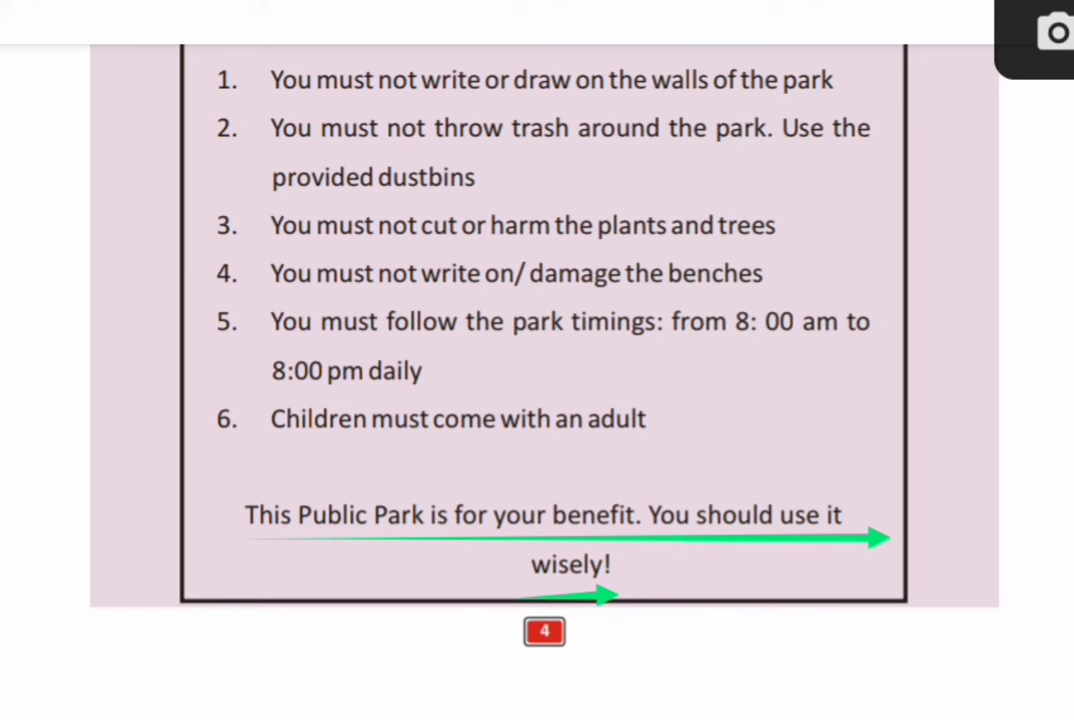 1. You must not write or draw on the walls of the park
2. You must not throw trash around the park. Use the
provided dustbins
3. You must not cut or harm the plants and trees
4. You must not write on/ damage the benches
5. You must follow the park timings: from 8: 00 am to
8:00 pm daily
6. Children must come with an adult
This Public Park is for your benefit. You should use it
wisely!
4